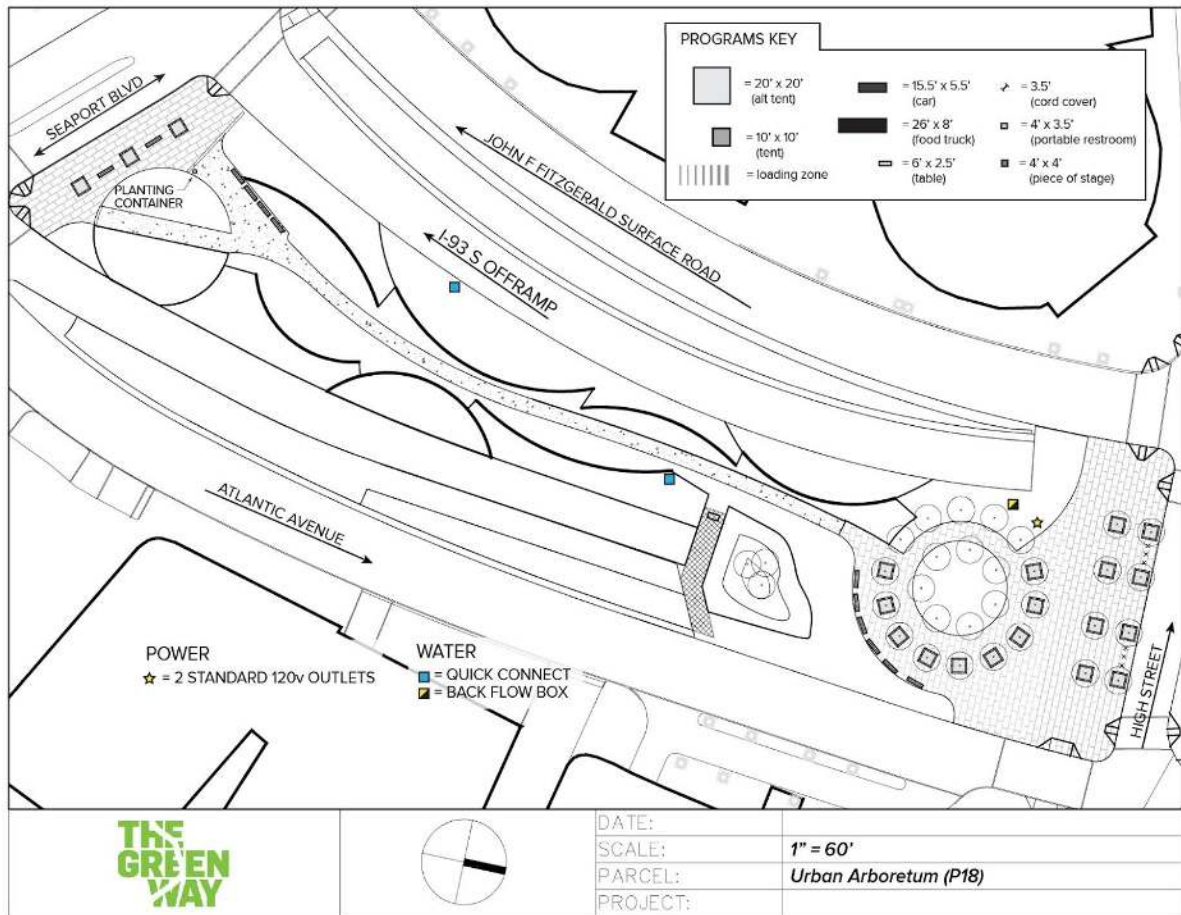 PROGRAMS KEY
= 20' x 20'
(alt tent)
= 10' x 10'
(tent)
= loading zone
= 15.5' x 5.5'
(car)
= 26' x 8'
(food truck)
= 6' x 2.5'
(table)
= 3.5'
(cord cover)
= 4' x 3.5'
(portable restroom)
= 4' x 4'
(piece of stage)
SEAPORT BLVD
PLANTING
CONTAINER
JOHN F FITZGERALD SURFACE ROAD
I-93 S OFFRAMP
ATLANTIC AVENUE
HIGH STREET
POWER
= 2 STANDARD 120v OUTLETS
WATER
= QUICK CONNECT
= BACK FLOW BOX
THE
GREEN
WAY
DATE:
SCALE: 1" = 60'
PARCEL: Urban Arboretum (P18)
PROJECT: